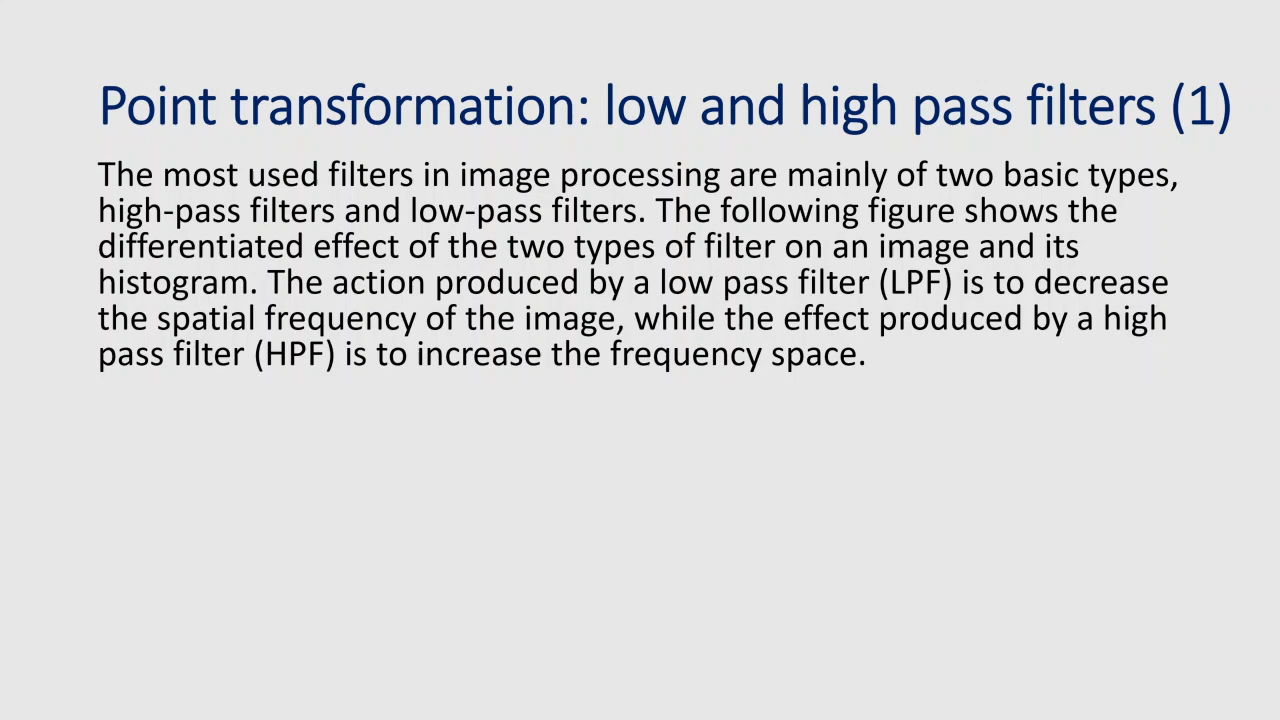 Point transformation: low and high pass filters (1)
The most used filters in image processing are mainly of two basic types,
high-pass filters and low-pass filters. The following figure shows the
differentiated effect of the two types of filter on an image and its
histogram. The action produced by a low pass filter (LPF) is to decrease
the spatial frequency of the image, while the effect produced by a high
pass filter (HPF) is to increase the frequency space.